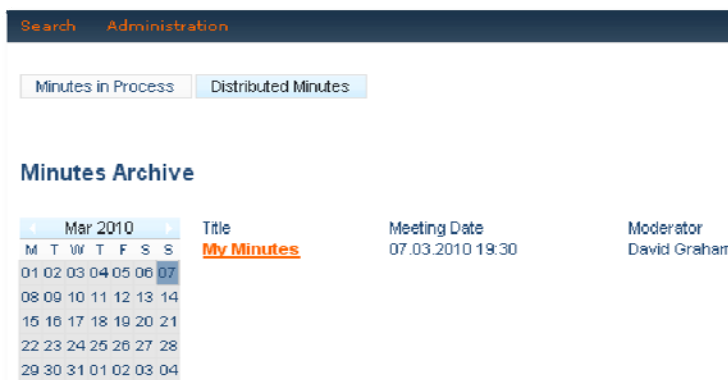 Search Administration
Minutes in Process Distributed Minutes
Minutes Archive
Mar 2010 Title Meeting Date Moderator
M T W T F S S My Minutes 07.03.2010 19:30 David Graham
01 02 03 04 05 06 07
08 09 10 11 12 13 14
15 16 17 18 19 20 21
22 23 24 25 26 27 28
29 30 31 01 02 03 04